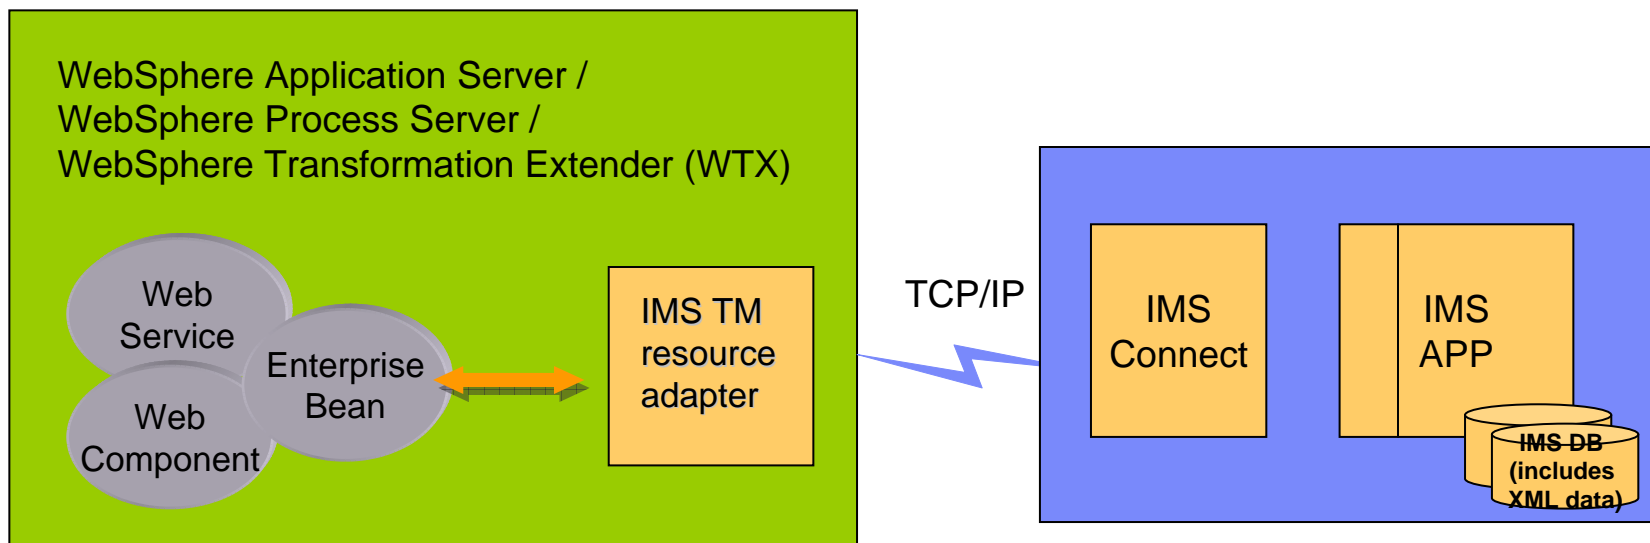 WebSphere Application Server /
WebSphere Process Server /
WebSphere Transformation Extender (WTX)
Web
Service
Enterprise
Bean
Web
Component
IMS TM
resource
adapter
TCP/IP
IMS
Connect
IMS
APP
IMS DB
(includes
XML data)